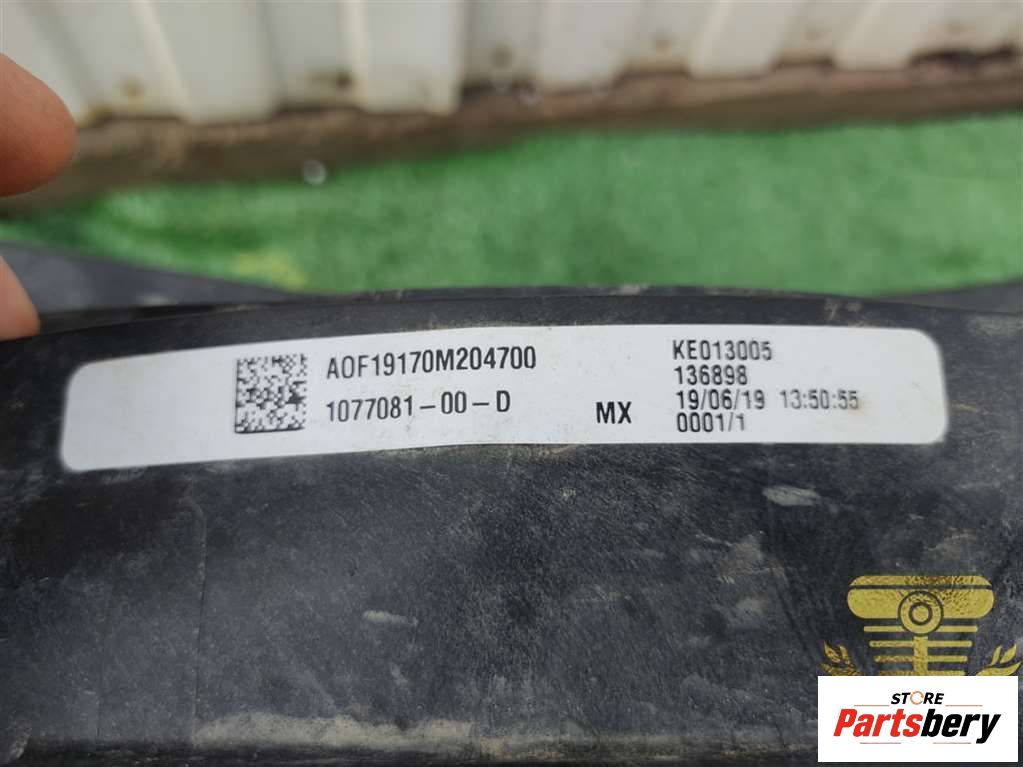 AOF19170M204700
1077081-00-D
MX
KE013005
136898
19/06/19 13:50:55
0001/1
STORE
Partsbery